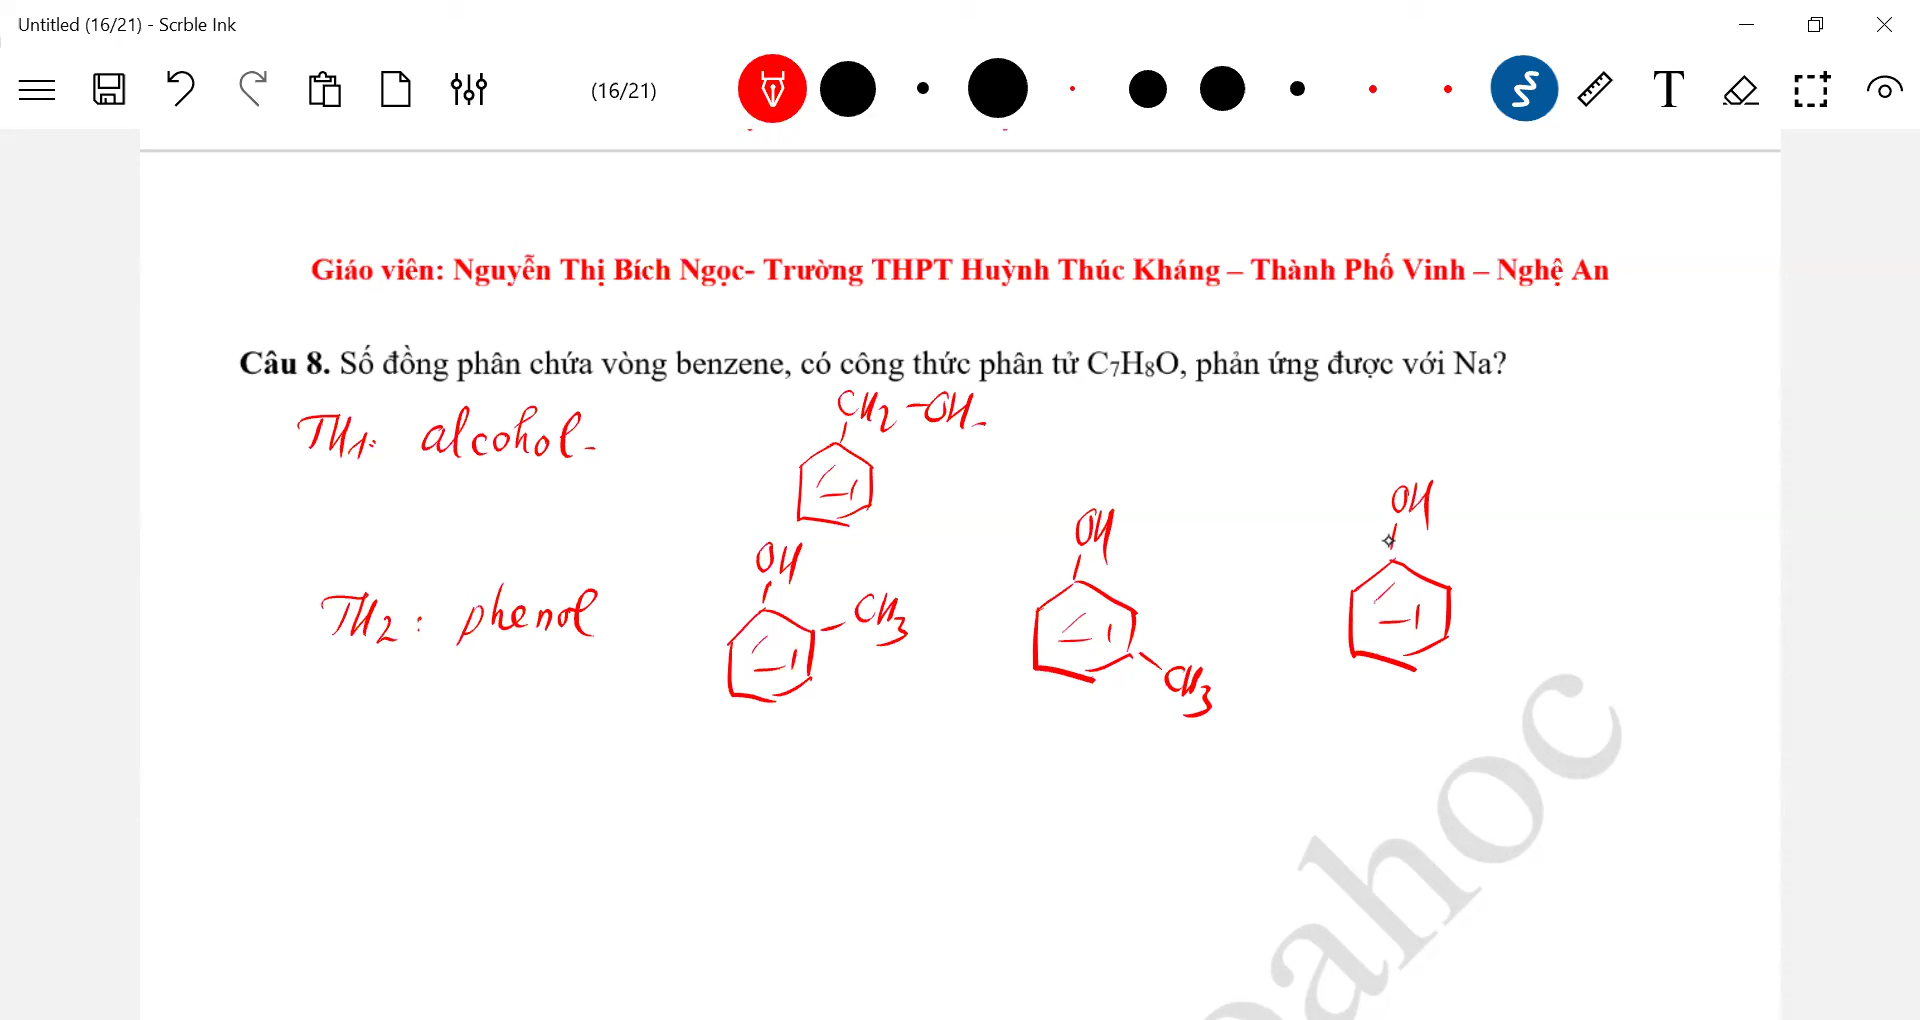 Untitled (16/21) - Scrble Ink
(16/21)
T
Giáo viên: Nguyễn Thị Bích Ngọc- Trường THPT Huỳnh Thúc Kháng – Thành Phố Vinh – Nghệ An
Câu 8. Số đồng phân chứa vòng benzene, có công thức phân tử C₇H₈O, phản ứng được với Na?
TH1: alcohol-
CH2-OH-
TH2: phenol
OH
CH3
OH
CH3
OH
oahoc